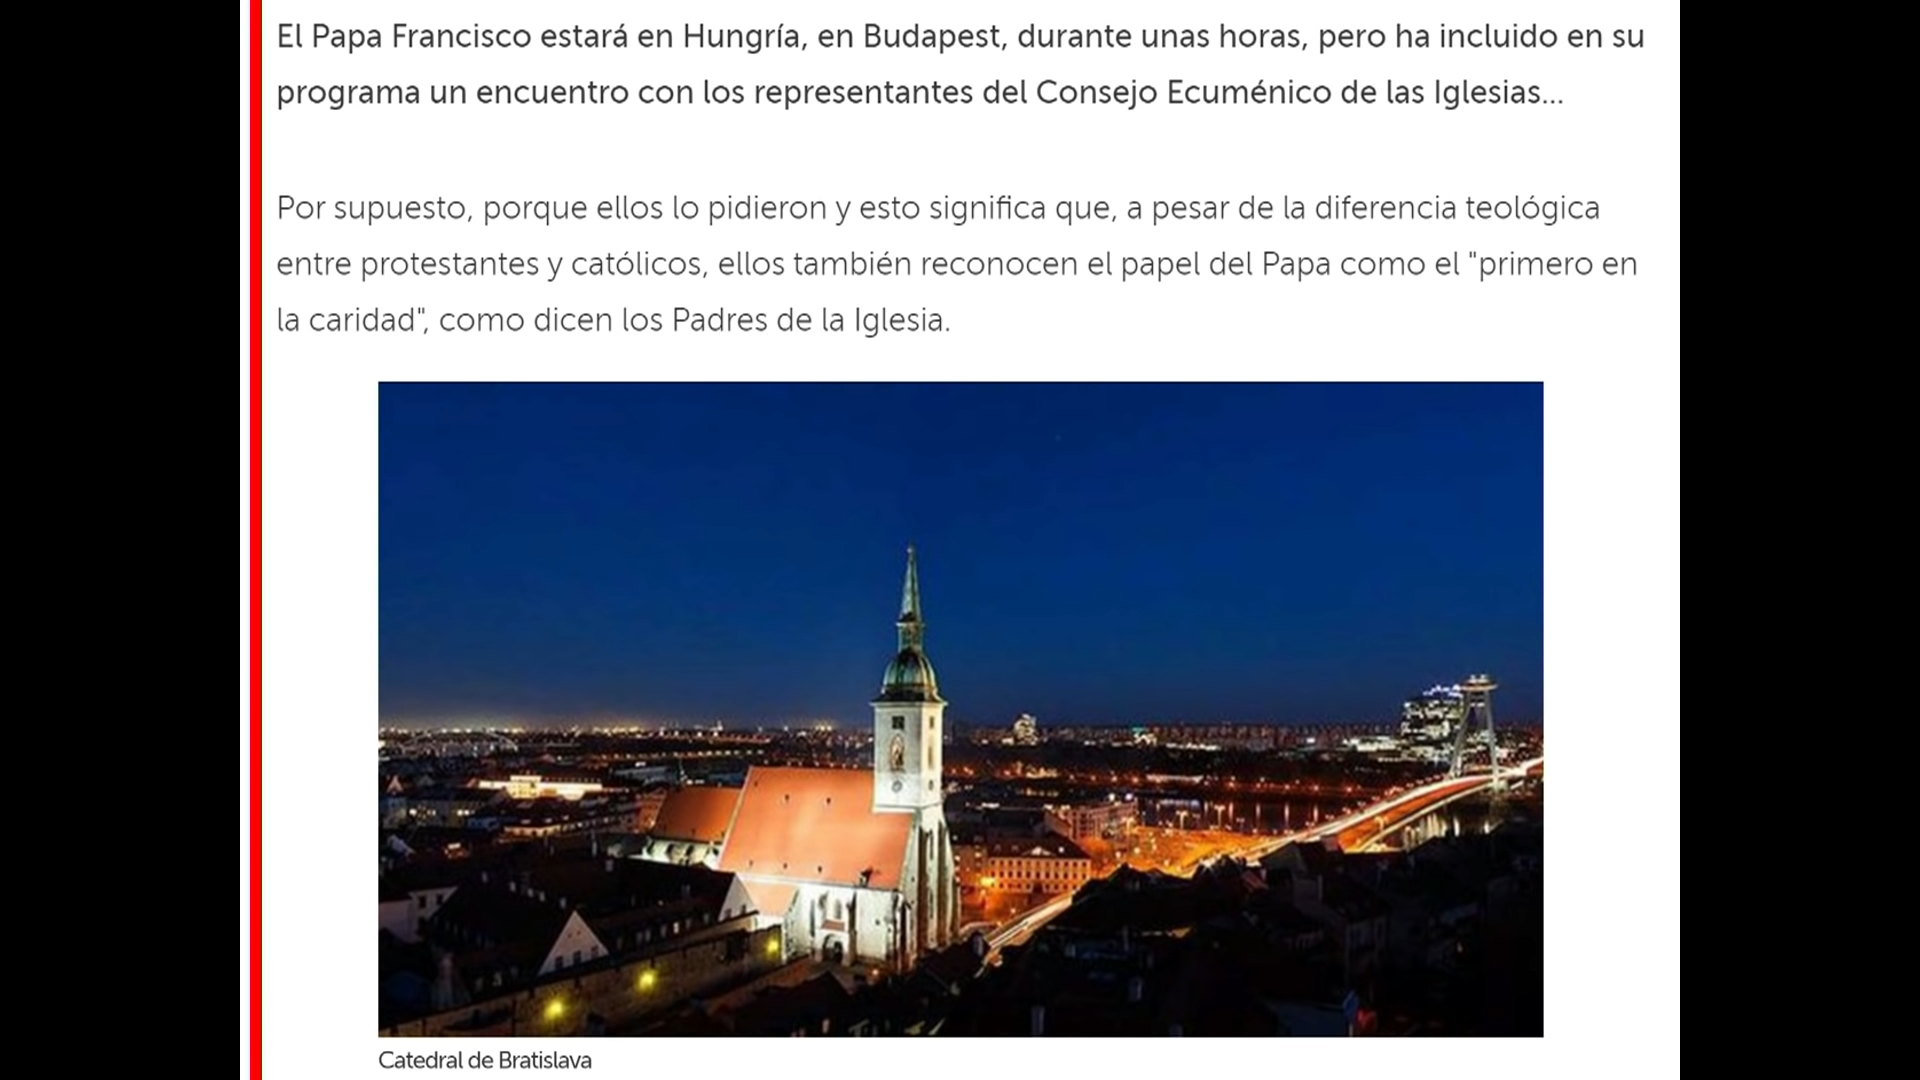 El Papa Francisco estará en Hungría, en Budapest, durante unas horas, pero ha incluido en su
programa un encuentro con los representantes del Consejo Ecuménico de las Iglesias...
Por supuesto, porque ellos lo pidieron y esto significa que, a pesar de la diferencia teológica
entre protestantes y católicos, ellos también reconocen el papel del Papa como el "primero en
la caridad", como dicen los Padres de la Iglesia.
Catedral de Bratislava